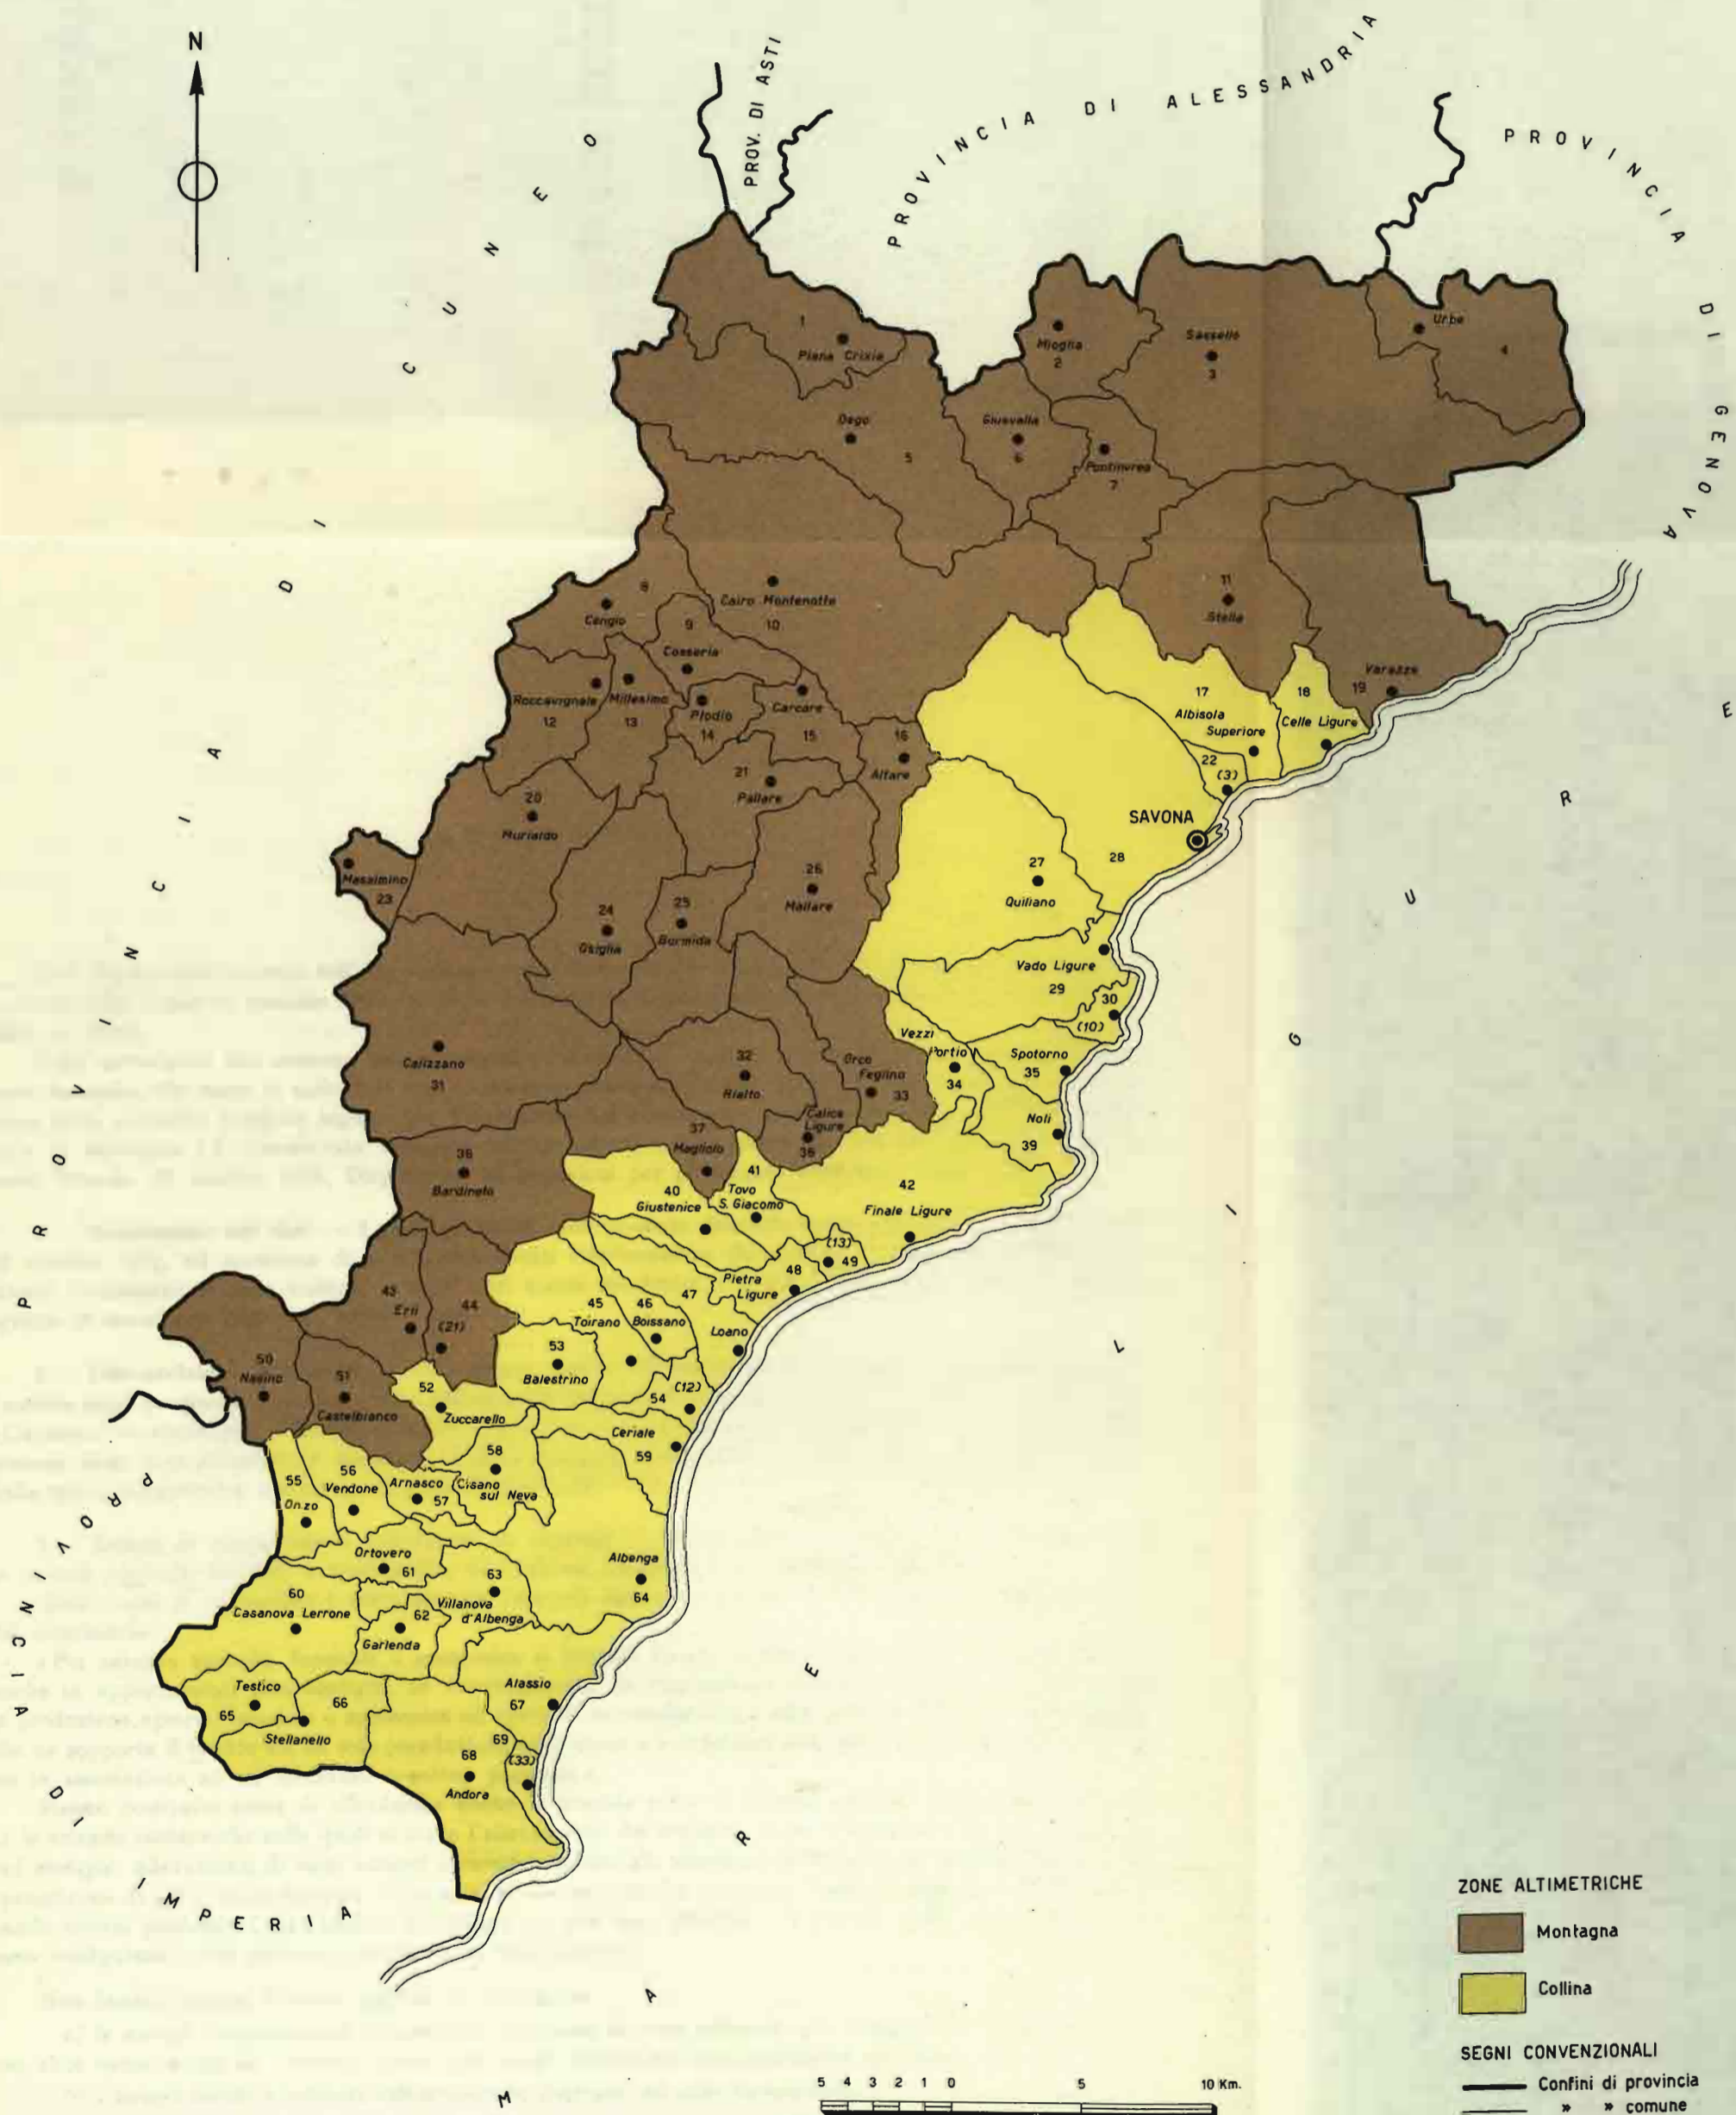 N
PROV. DI ASTI
PROVINCIA DI ALESSANDRIA
PROVINCIA DI GENOVA
PROVINCIA DI CUNEO
1
Piana Crixia
Mioglia
2
Sassello
3
Urbe
4
Dego
5
Giusvalla
6
Pontinvrea
7
8
Cengio
9
Cosseria
Cairo Montenotte
10
11
Stella
Roccavignale
12
Millesimo
13
Plodio
14
Carcare
15
16
Altare
17
Albisola
Superiore
18
Celle Ligure
Varazze
19
20
Murialdo
21
Pallare
22
(3)
SAVONA
28
Massimino
23
24
Osiglia
25
Bormida
26
Mallare
27
Quiliano
Vado Ligure
29
30
(10)
Calizzano
31
32
Rialto
Orco
Feglino
33
Vezzi
Portio
34
Spotorno
35
Calice
Ligure
36
37
Magliolo
38
Bardineto
Noli
39
40
Giustenice
41
Tovo
S. Giacomo
42
Finale Ligure
(13)
49
43
Erli
44
(21)
45
Toirano
46
Boissano
47
Loano
Pietra
Ligure
48
50
Nasino
51
Castelbianco
52
Zuccarello
53
Balestrino
54
(12)
55
Onzo
56
Vendone
Arnasco
57
58
Cisano
sul Neva
Ceriale
59
60
Casanova Lerrone
Ortovero
61
62
Garlenda
63
Villanova
d'Albenga
Albenga
64
Testico
65
66
Stellanello
Alassio
67
68
Andora
69
(33)
PROVINCIA DI IMPERIA
MARE LIGURE
ZONE ALTIMETRICHE
Montagna
Collina
SEGNI CONVENZIONALI
Confini di provincia
» » comune
5 4 3 2 1 0 5 10 Km.